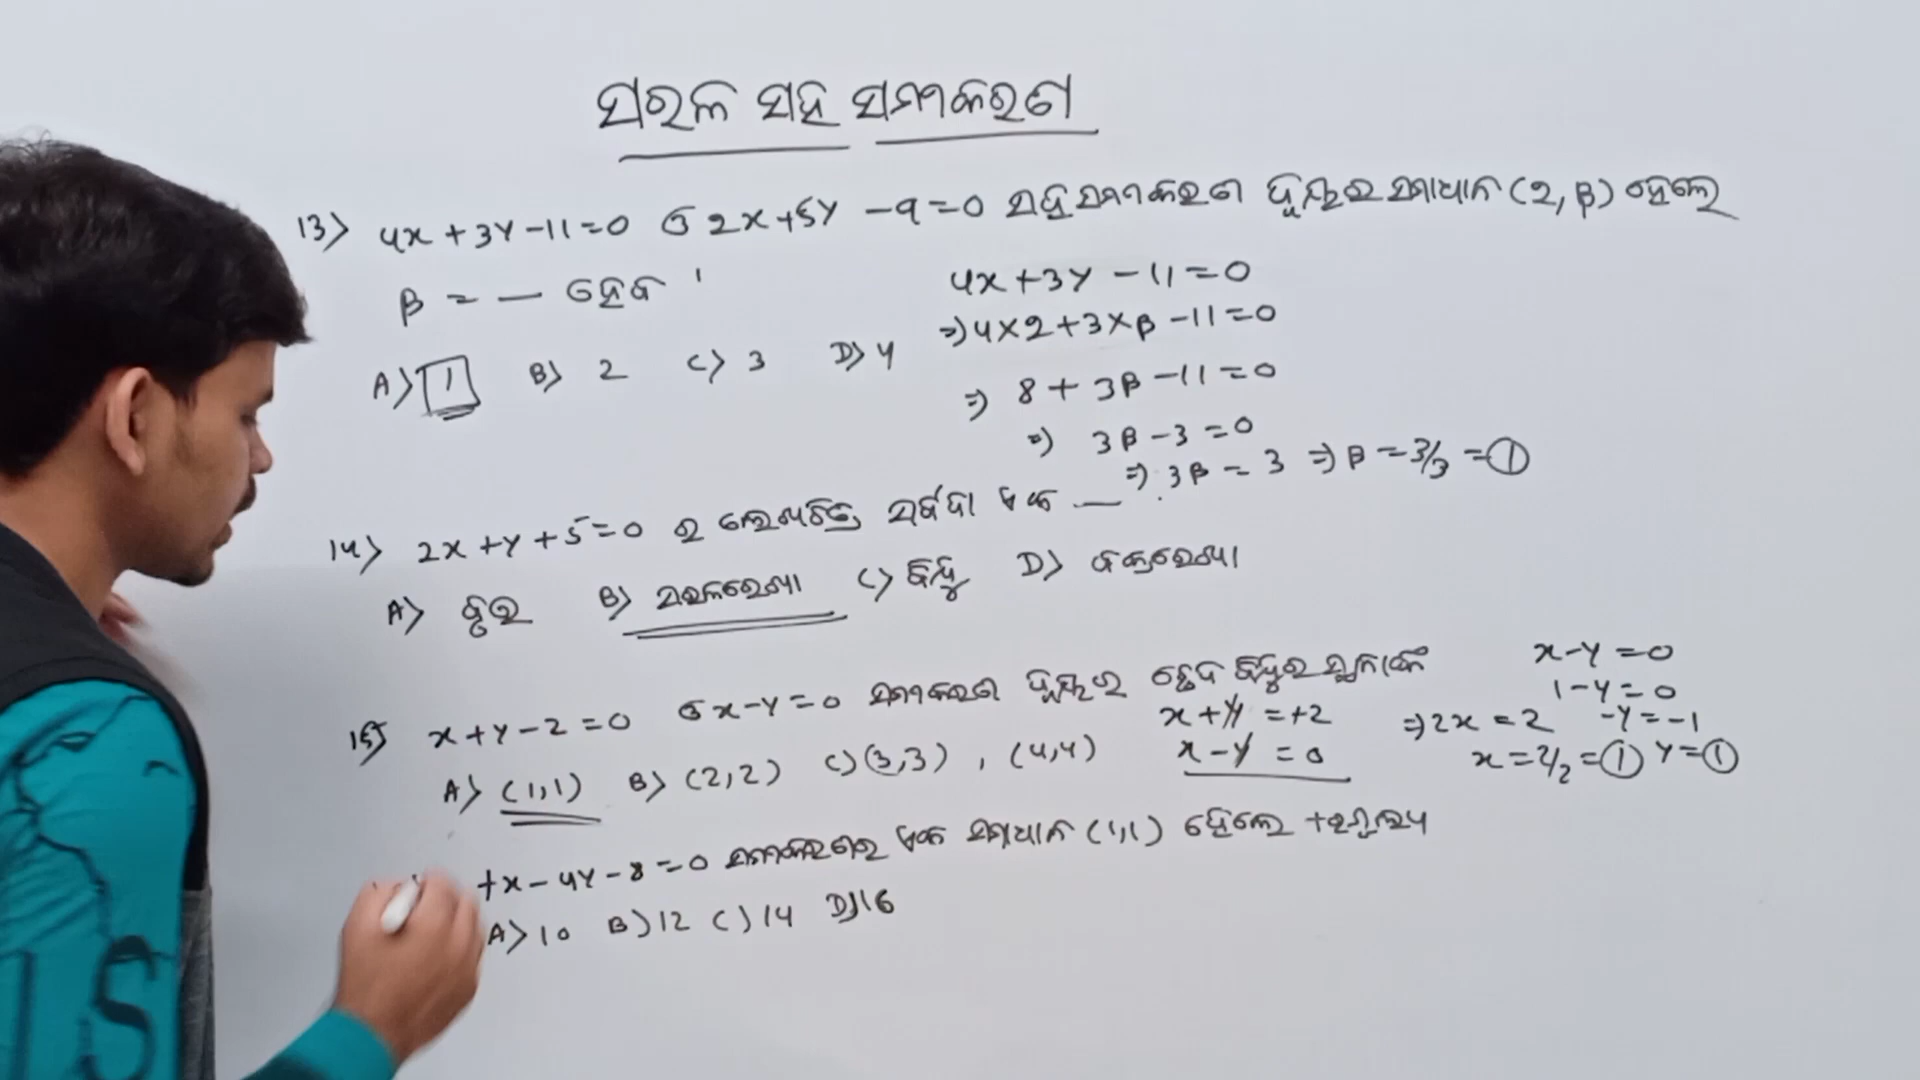 ସରଳ ସହ ସମୀକରଣ
13) 4x + 3y - 11 = 0 ଓ 2x + 5y - 9 = 0 ସହସମୀକରଣ ଦ୍ୱୟର ସମାଧାନ (2, β) ହେଲେ
β = — ହେବ ।
A) 1 B) 2 C) 3 D) 4
4x + 3y - 11 = 0
⇒ 4×2 + 3×β - 11 = 0
⇒ 8 + 3β - 11 = 0
⇒ 3β - 3 = 0
⇒ 3β = 3 ⇒ β = 3/3 = 1
14) 2x + y + 5 = 0 ର ଲେଖଚିତ୍ର ସର୍ବଦା ଏକ —
A) ବୃତ୍ତ B) ସରଳରେଖା C) ବିନ୍ଦୁ D) ବକ୍ରରେଖା
15) x + y - 2 = 0 ଓ x - y = 0 ସମୀକରଣ ଦ୍ୱୟର ଛେଦ ବିନ୍ଦୁର ସ୍ଥାନାଙ୍କ
A) (1,1) B) (2,2) C) (3,3) , (4,4)
x + y = +2
x - y = 0
⇒ 2x = 2
x = 2/2 = 1
x - y = 0
1 - y = 0
-y = -1
y = 1
tx - 4y - 8 = 0 ସମୀକରଣର ଏକ ସମାଧାନ (1,1) ହେଲେ t ର ମୂଲ୍ୟ
A) 10 B) 12 C) 14 D) 16